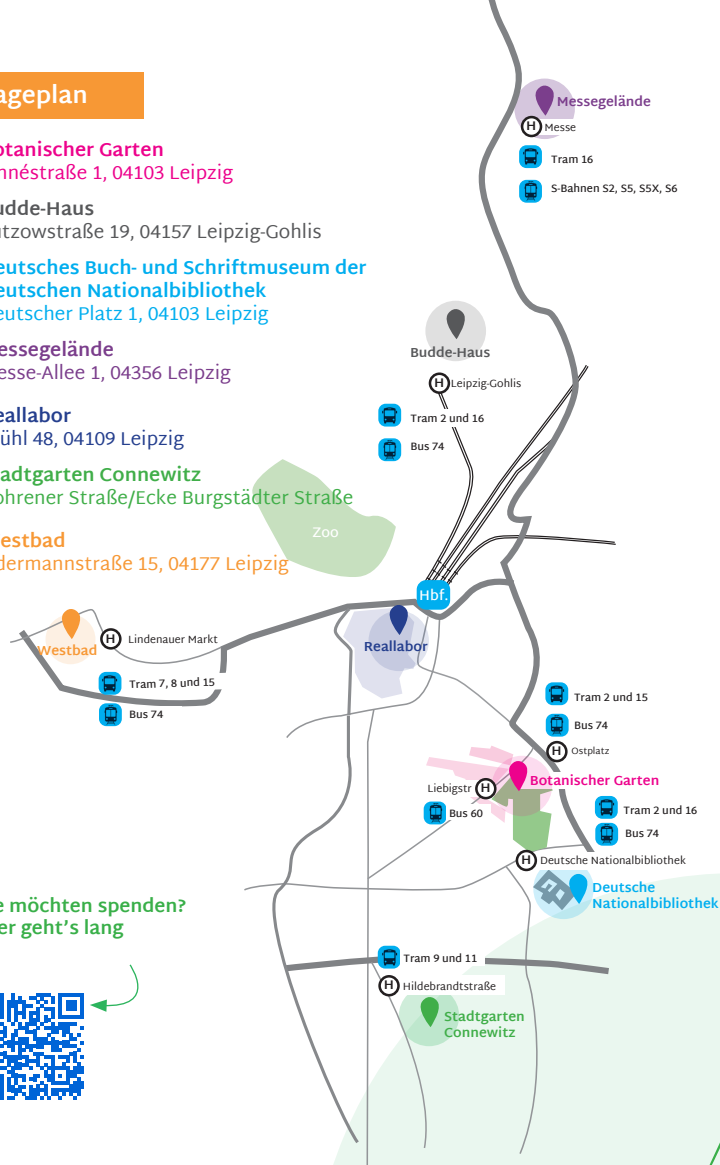 ageplan
otanischer Garten
nnéstraße 1, 04103 Leipzig
udde-Haus
tzowstraße 19, 04157 Leipzig-Gohlis
eutsches Buch- und Schriftmuseum der
eutschen Nationalbibliothek
eutscher Platz 1, 04103 Leipzig
essegelände
esse-Allee 1, 04356 Leipzig
eallabor
ühl 48, 04109 Leipzig
tadtgarten Connewitz
ohrener Straße/Ecke Burgstädter Straße
estbad
dermannstraße 15, 04177 Leipzig
Messegelände
H Messe
Tram 16
S-Bahnen S2, S5, S5X, S6
Budde-Haus
H Leipzig-Gohlis
Tram 2 und 16
Bus 74
Zoo
Hbf.
Reallabor
Westbad
H Lindenauer Markt
Tram 7, 8 und 15
Bus 74
Tram 2 und 15
Bus 74
H Ostplatz
Botanischer Garten
Liebigstr H
Bus 60
Tram 2 und 16
Bus 74
H Deutsche Nationalbibliothek
Deutsche
Nationalbibliothek
e möchten spenden?
er geht's lang
Tram 9 und 11
H Hildebrandtstraße
Stadtgarten
Connewitz